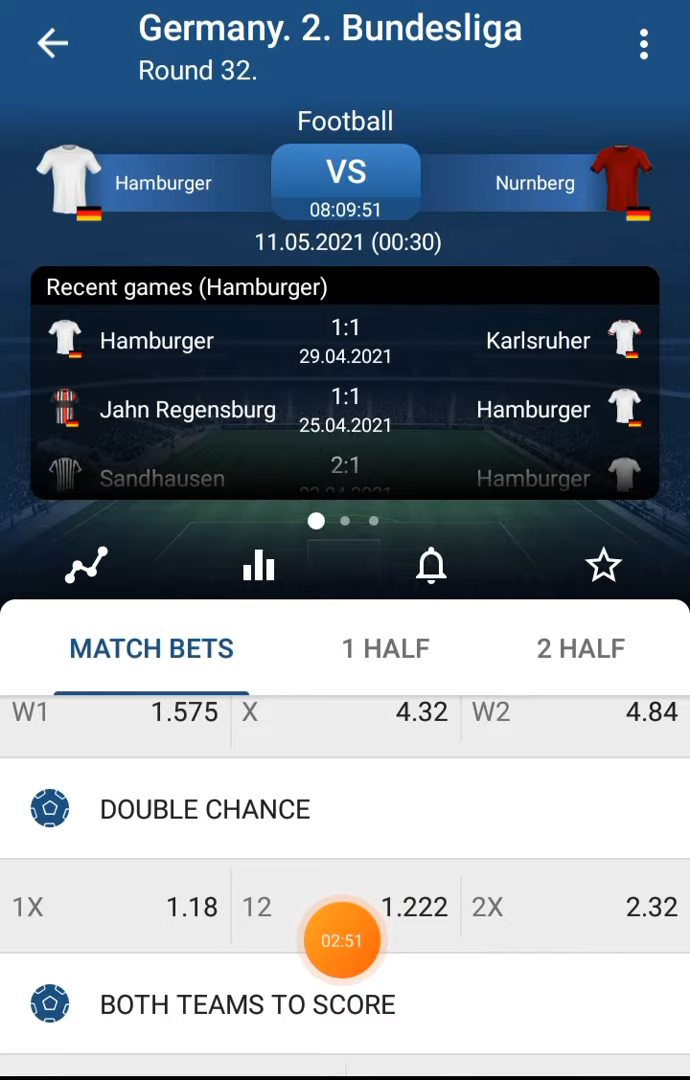 Germany. 2. Bundesliga
Round 32.
Football
Hamburger VS Nurnberg
08:09:51
11.05.2021 (00:30)
Recent games (Hamburger)
Hamburger 1:1 Karlsruher
29.04.2021
Jahn Regensburg 1:1 Hamburger
25.04.2021
Sandhausen 2:1 Hamburger
MATCH BETS 1 HALF 2 HALF
W1 1.575 X 4.32 W2 4.84
DOUBLE CHANCE
1X 1.18 12 1.222 2X 2.32
02:51
BOTH TEAMS TO SCORE